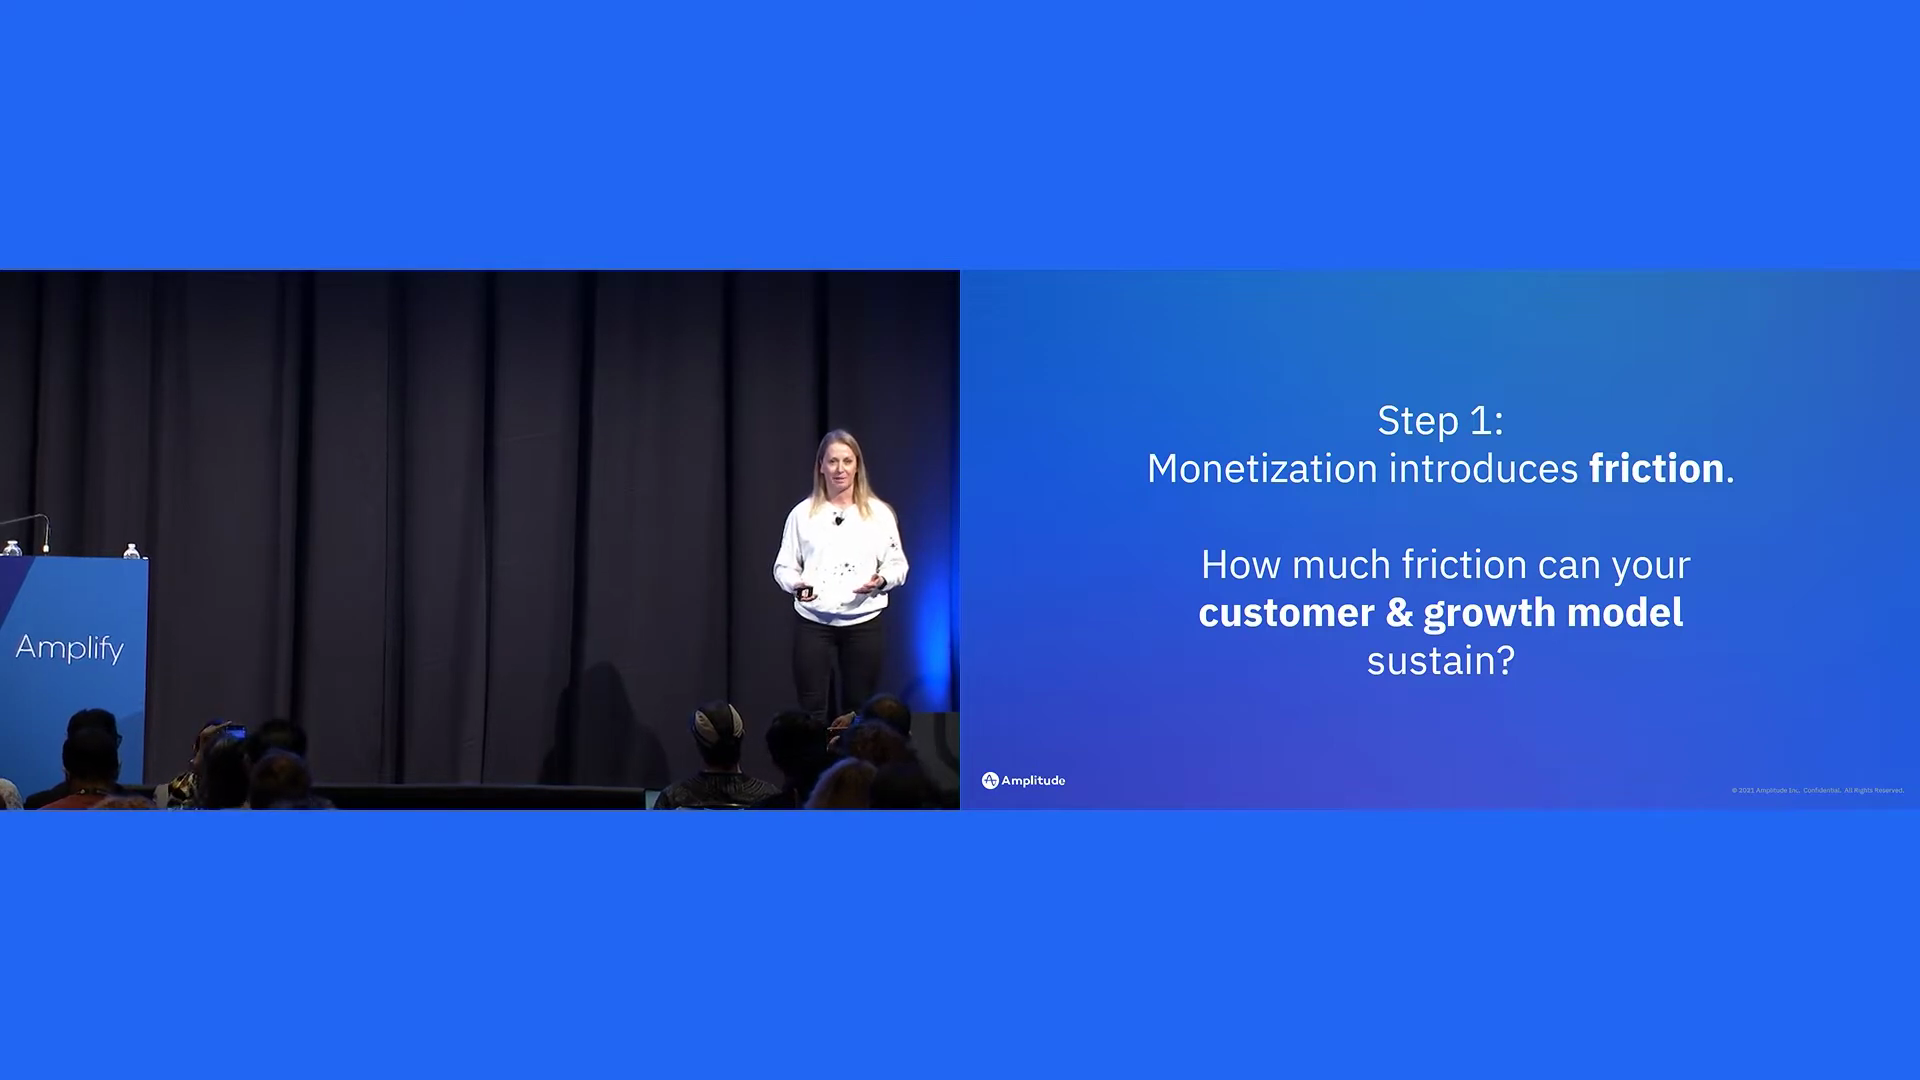 Amplify
Step 1:
Monetization introduces friction.
How much friction can your
customer & growth model
sustain?
Amplitude
© 2021 Amplitude Inc. Confidential. All Rights Reserved.